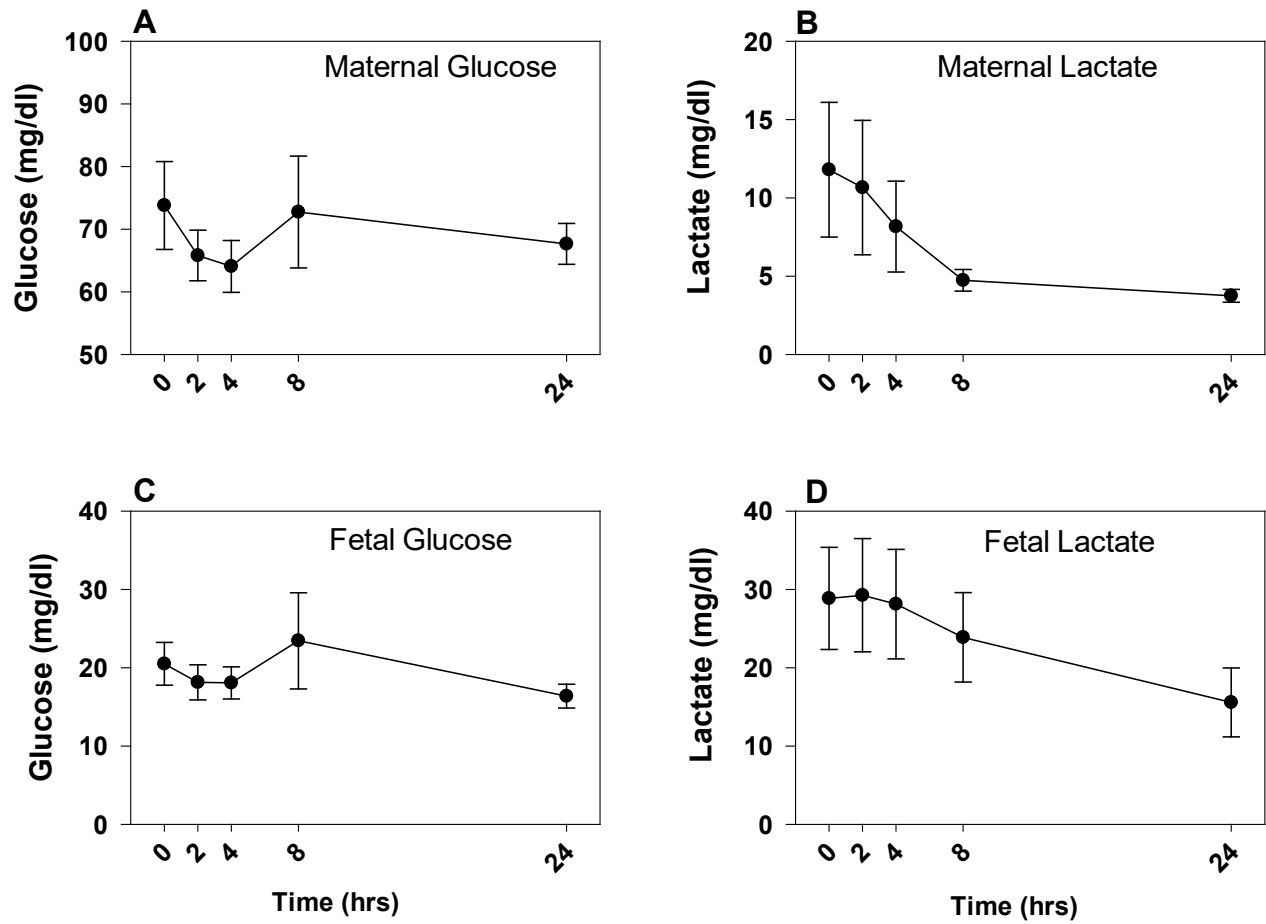 A
Maternal Glucose
Glucose (mg/dl)
100
90
80
70
60
50
0 2 4 8 24
B
Maternal Lactate
Lactate (mg/dl)
20
15
10
5
0
0 2 4 8 24
C
Fetal Glucose
Glucose (mg/dl)
40
30
20
10
0
0 2 4 8 24
Time (hrs)
D
Fetal Lactate
Lactate (mg/dl)
40
30
20
10
0
0 2 4 8 24
Time (hrs)